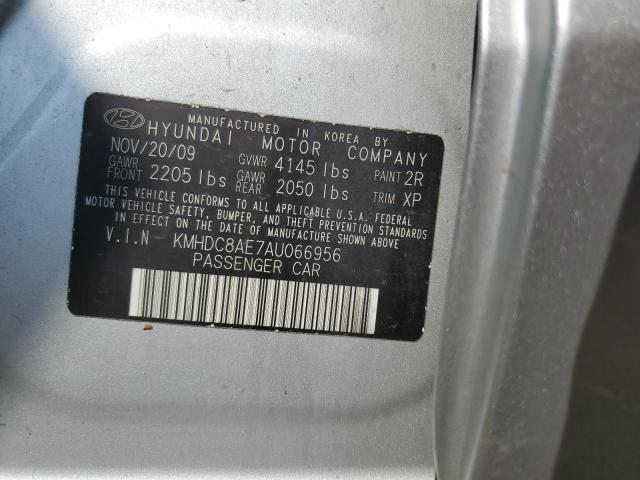 MANUFACTURED IN KOREA BY:
HYUNDAI MOTOR COMPANY
NOV/20/09 GVWR 4145 lbs PAINT 2R
GAWR FRONT 2205 lbs GAWR REAR 2050 lbs TRIM XP
THIS VEHICLE CONFORMS TO ALL APPLICABLE U.S.A. FEDERAL
MOTOR VEHICLE SAFETY, BUMPER, AND THEFT PREVENTION STANDARDS
IN EFFECT ON THE DATE OF MANUFACTURE SHOWN ABOVE.
V.I.N KMHDC8AE7AU066956
PASSENGER CAR